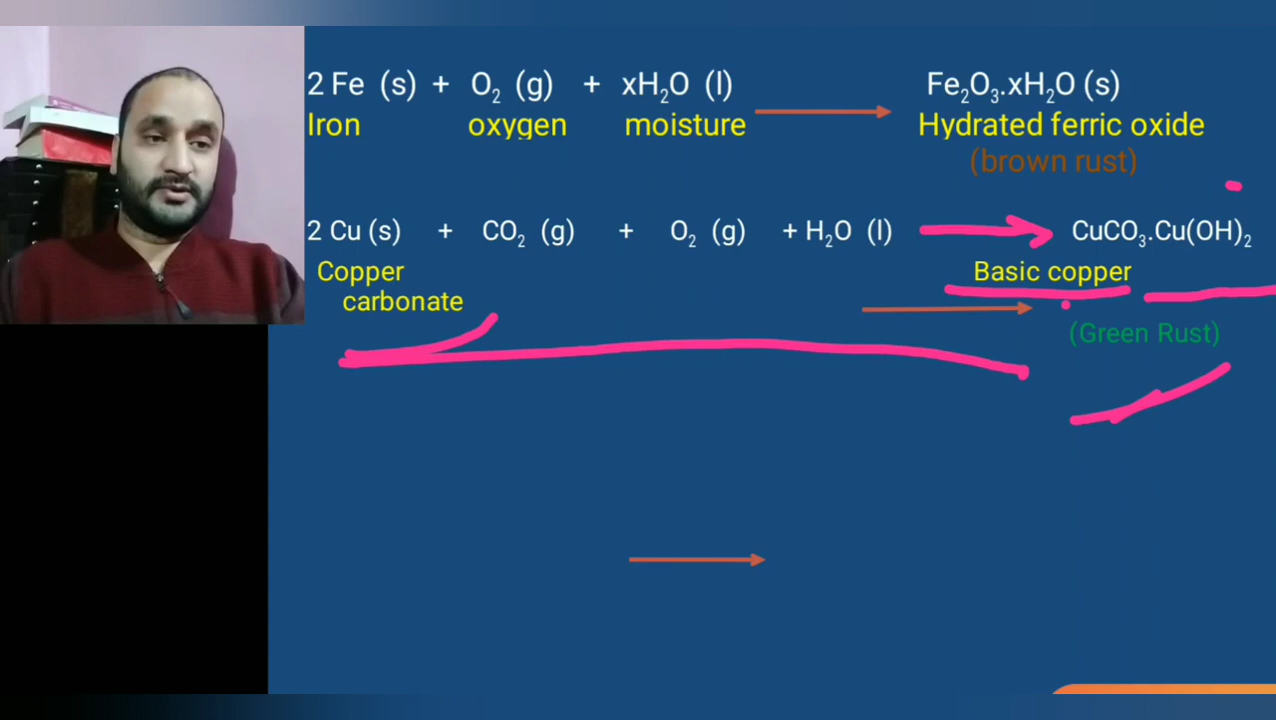 2 Fe (s) + O₂ (g) + xH₂O (l) Fe₂O₃.xH₂O (s)
Iron oxygen moisture Hydrated ferric oxide
(brown rust)
2 Cu (s) + CO₂ (g) + O₂ (g) + H₂O (l) CuCO₃.Cu(OH)₂
Copper Basic copper
carbonate
(Green Rust)